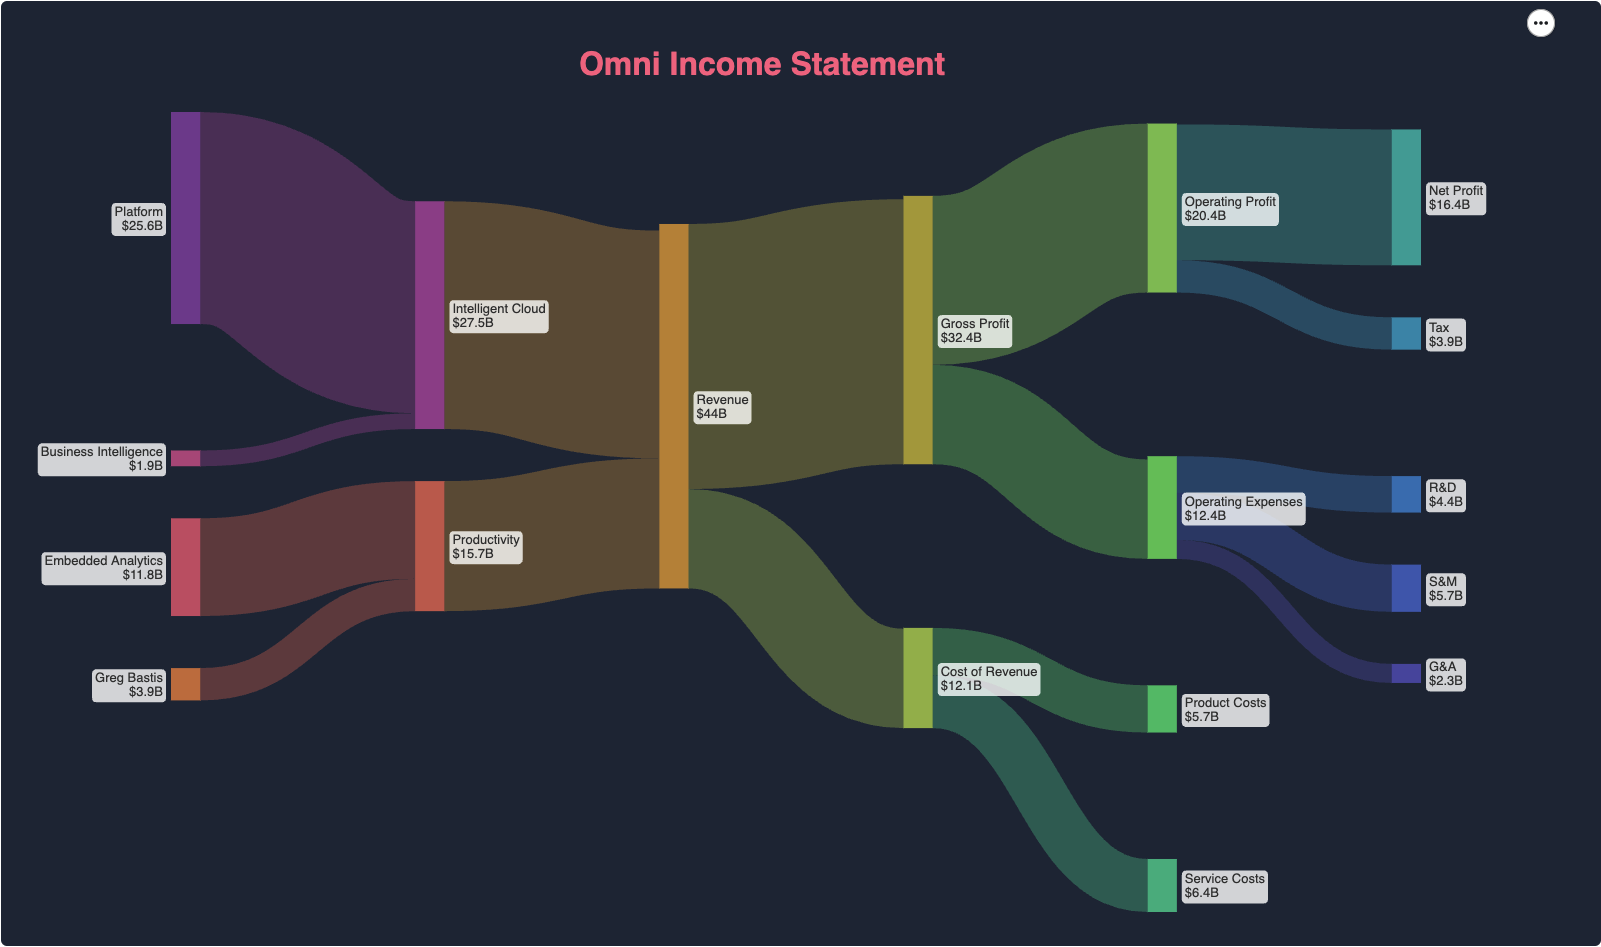 Omni Income Statement
Platform
$25.6B
Business Intelligence
$1.9B
Embedded Analytics
$11.8B
Greg Bastis
$3.9B
Intelligent Cloud
$27.5B
Productivity
$15.7B
Revenue
$44B
Gross Profit
$32.4B
Cost of Revenue
$12.1B
Operating Profit
$20.4B
Operating Expenses
$12.4B
Product Costs
$5.7B
Service Costs
$6.4B
Net Profit
$16.4B
Tax
$3.9B
R&D
$4.4B
S&M
$5.7B
G&A
$2.3B